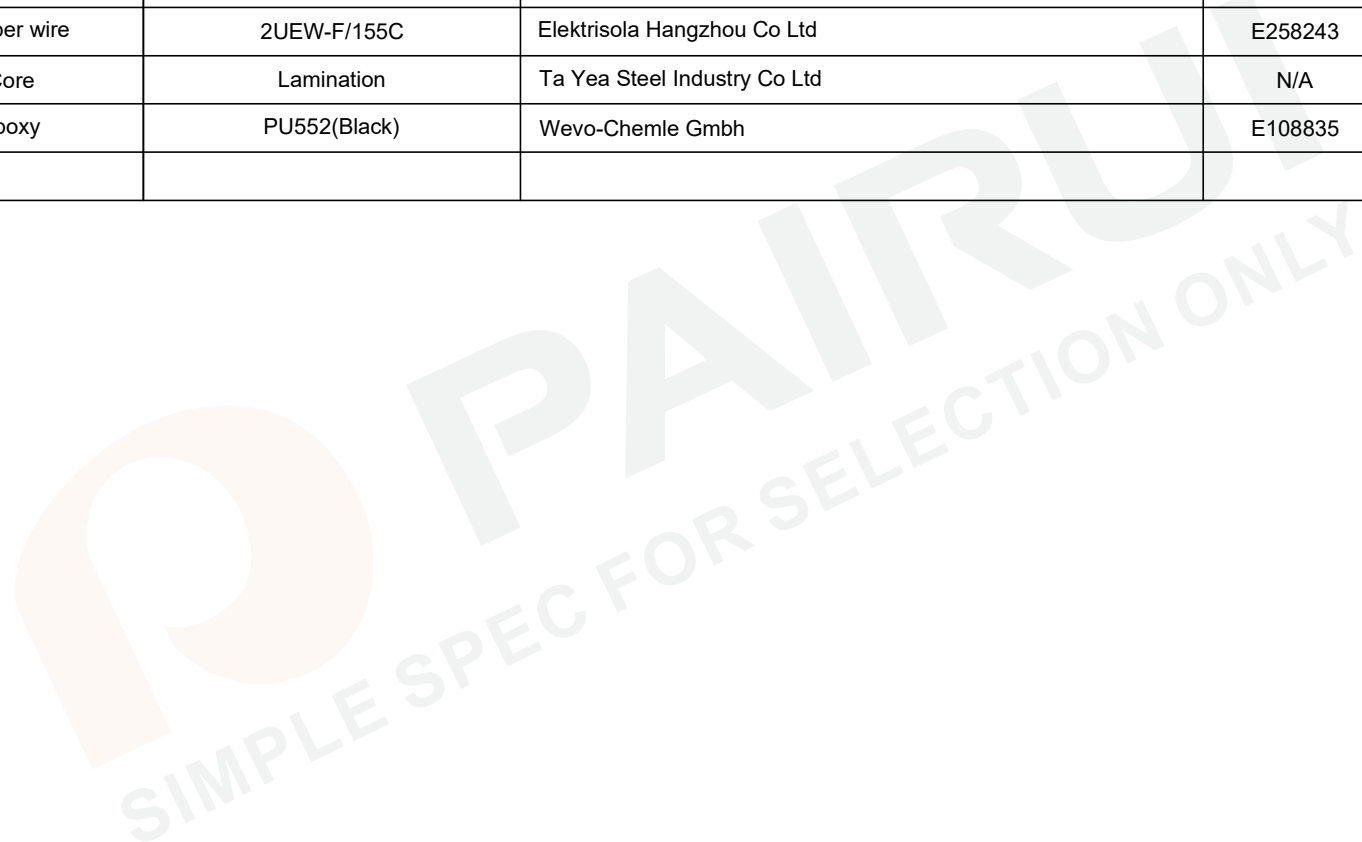 per wire 2UEW-F/155C Elektrisola Hangzhou Co Ltd E258243
Core Lamination Ta Yea Steel Industry Co Ltd N/A
poxy PU552(Black) Wevo-Chemle Gmbh E108835
PAIRUI
SIMPLE SPEC FOR SELECTION ONLY